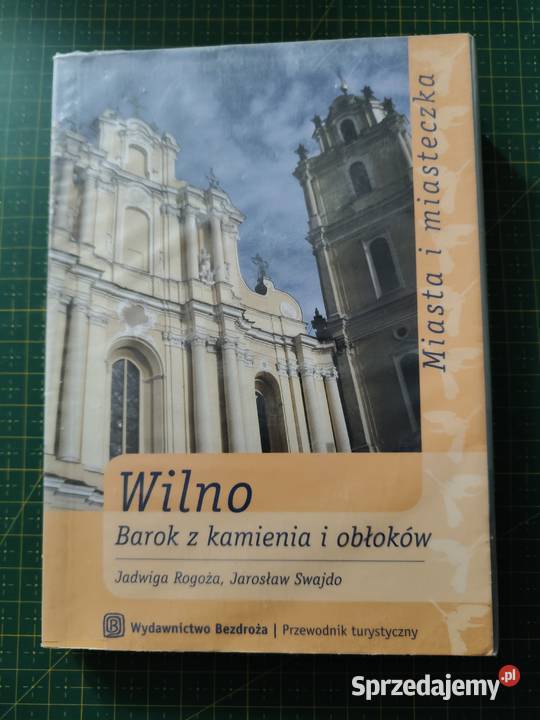 Miasta i miasteczka
Wilno
Barok z kamienia i obłoków
Jadwiga Rogoża, Jarosław Swajdo
B Wydawnictwo Bezdroża | Przewodnik turystyczny
Sprzedajemy.pl